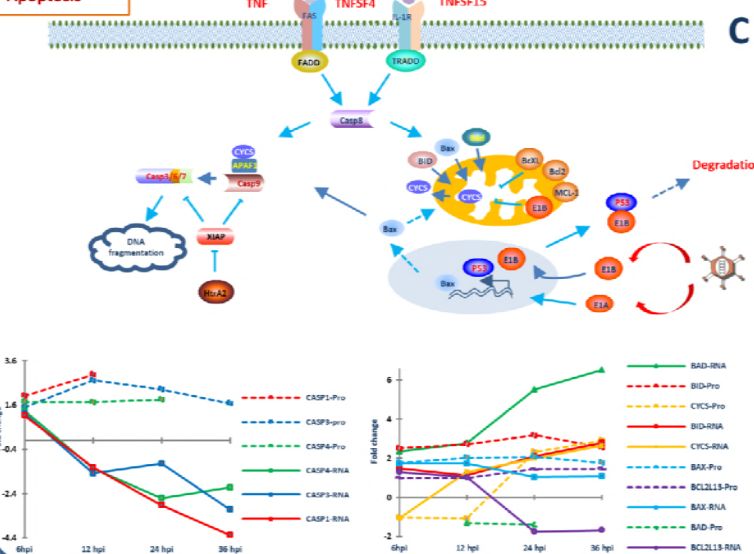 Apoptosis
TNF
TNFSF4
TNFSF15
FAS
IL-1R
C
FADD
TRADD
Casp8
CYCS
APAF1
Casp3/6/7
Casp9
Bax
BID
BcXL
Bcl2
MCL-1
CYCS
CYCS
E1B
Degradatio
P53
E1B
XIAP
DNA
fragmentation
HtrA2
Bax
P53
E1B
Bax
E1B
E1A
3.6
1.6
-0.4
-2.4
-4.4
6hpi
12 hpi
24 hpi
36 hpi
CASP1-Pro
CASP3-pro
CASP4-Pro
CASP4-RNA
CASP3-RNA
CASP1-RNA
Fold change
6
4
2
0
-2
6hpi
12 hpi
24 hpi
36 hpi
BAD-RNA
BID-Pro
CYCS-Pro
BID-RNA
CYCS-RNA
BAX-Pro
BCL2L13-Pro
BAX-RNA
BAD-Pro
BCL2L13-RNA